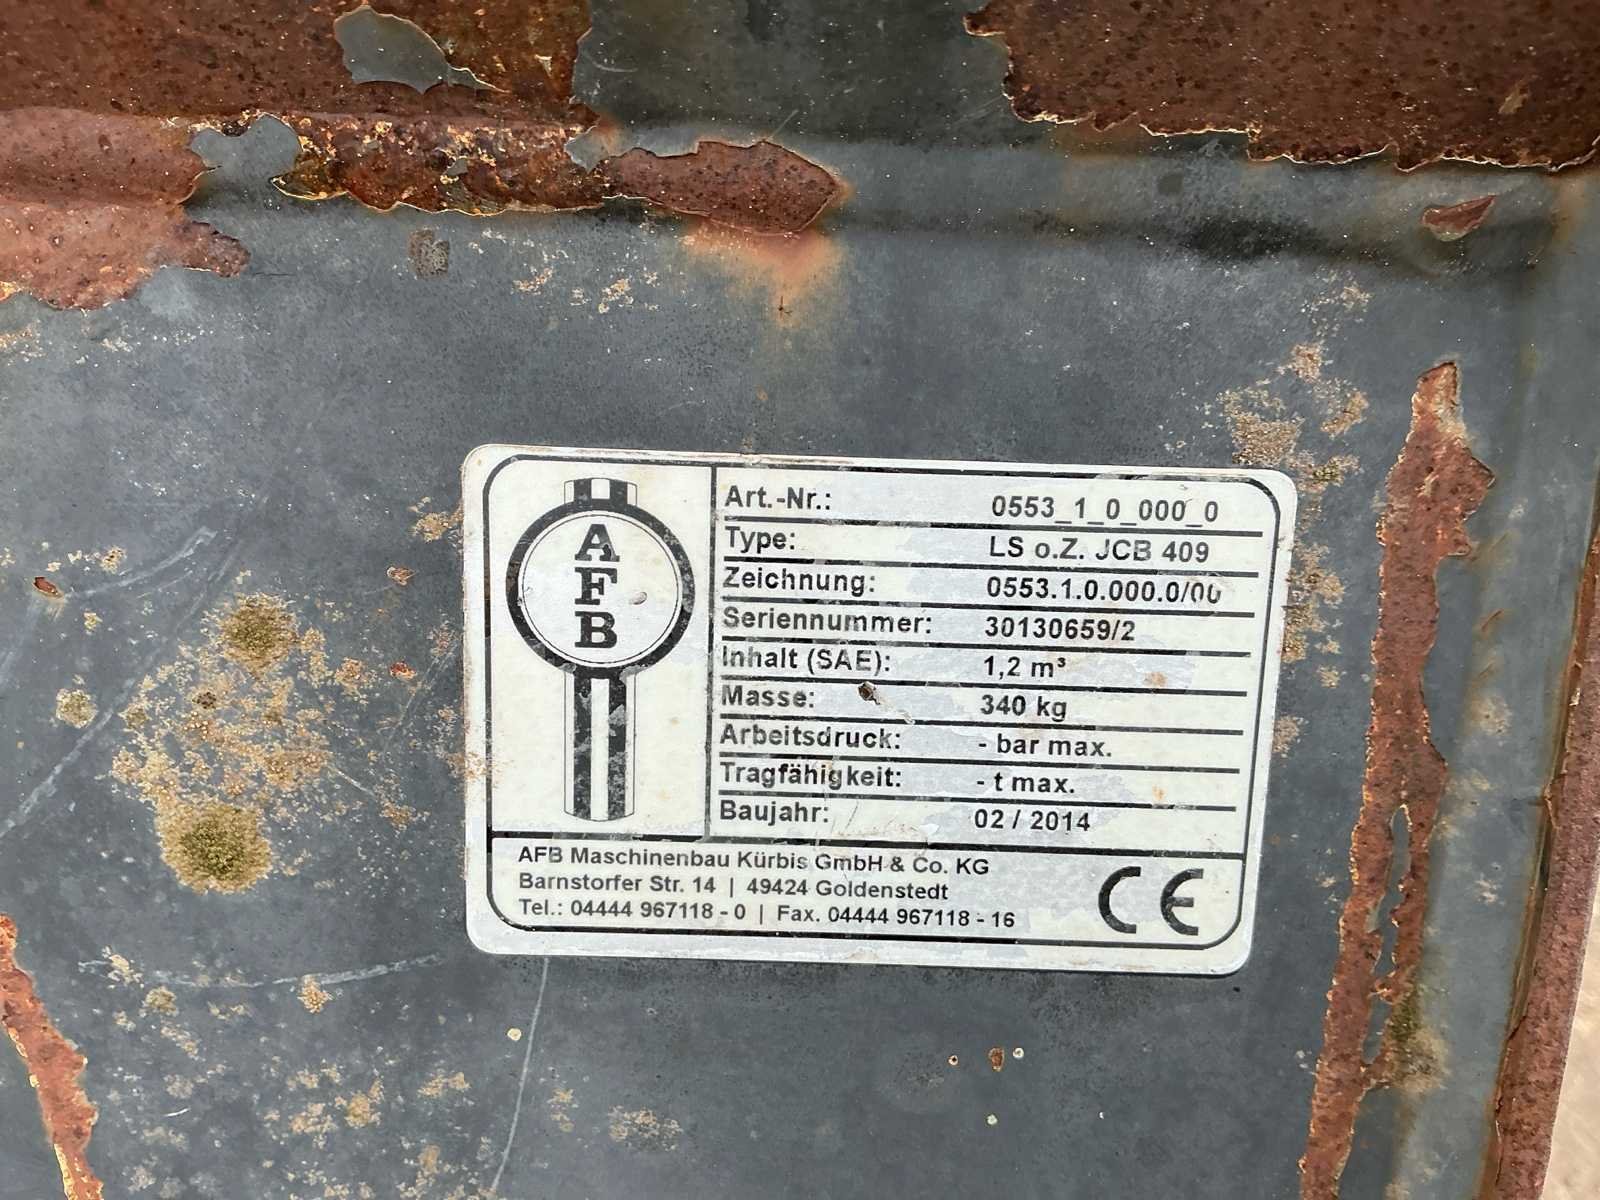 A
F
B
Art.-Nr.: 0553_1_0_000_0
Type: LS o.Z. JCB 409
Zeichnung: 0553.1.0.000.0/00
Seriennummer: 30130659/2
Inhalt (SAE): 1,2 m³
Masse: 340 kg
Arbeitsdruck: - bar max.
Tragfähigkeit: - t max.
Baujahr: 02 / 2014
AFB Maschinenbau Kürbis GmbH & Co. KG
Barnstorfer Str. 14 | 49424 Goldenstedt
Tel.: 04444 967118 - 0 | Fax. 04444 967118 - 16
CE